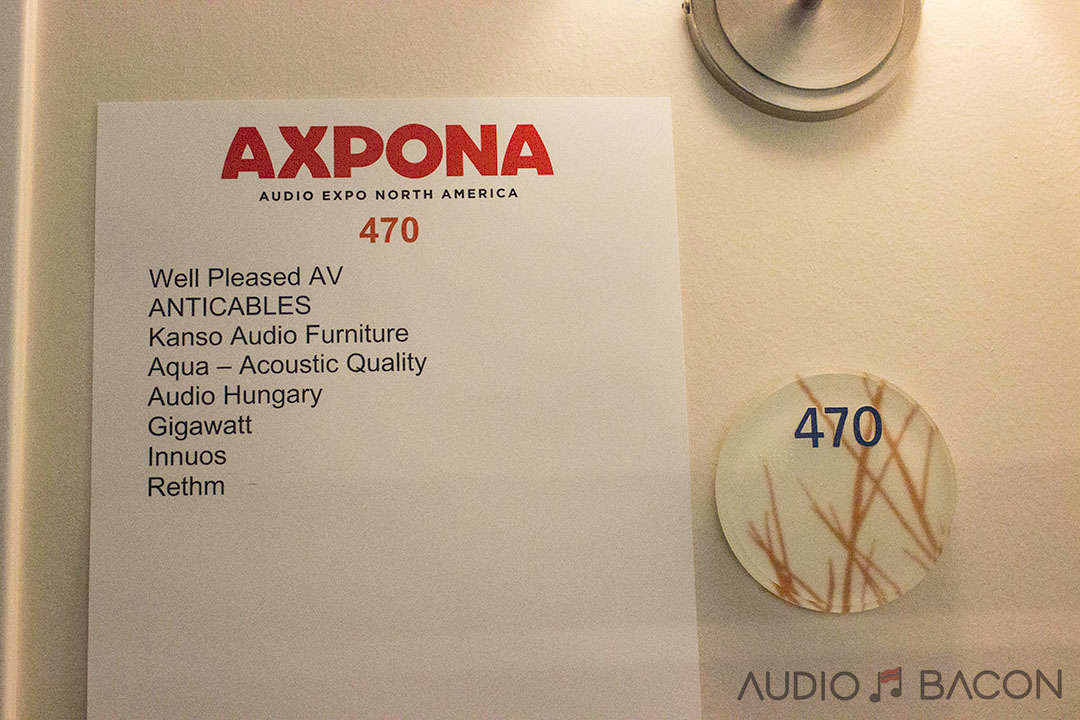 AXPONA
AUDIO EXPO NORTH AMERICA
470
Well Pleased AV
ANTICABLES
Kanso Audio Furniture
Aqua – Acoustic Quality
Audio Hungary
Gigawatt
Innuos
Rethm
470
AUDIO BACON